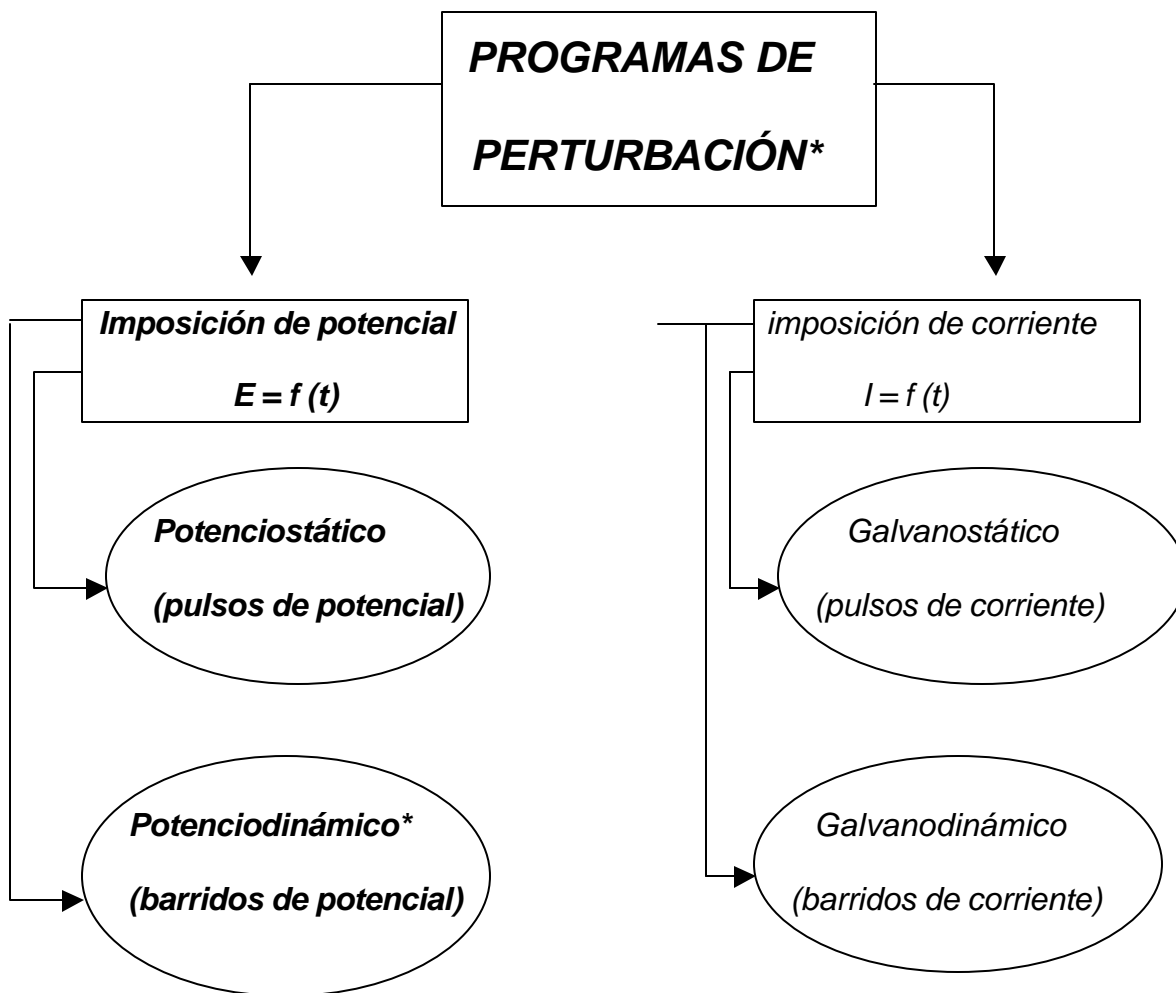 PROGRAMAS DE
PERTURBACIÓN*
Imposición de potencial
E = f (t)
imposición de corriente
I = f (t)
Potenciostático
(pulsos de potencial)
Galvanostático
(pulsos de corriente)
Potenciodinámico*
(barridos de potencial)
Galvanodinámico
(barridos de corriente)